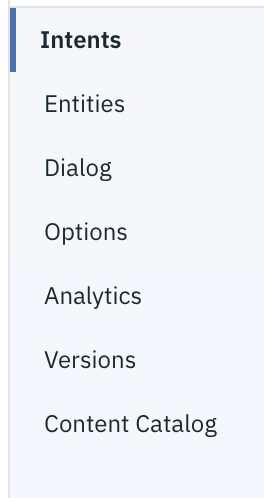 Intents
Entities
Dialog
Options
Analytics
Versions
Content Catalog